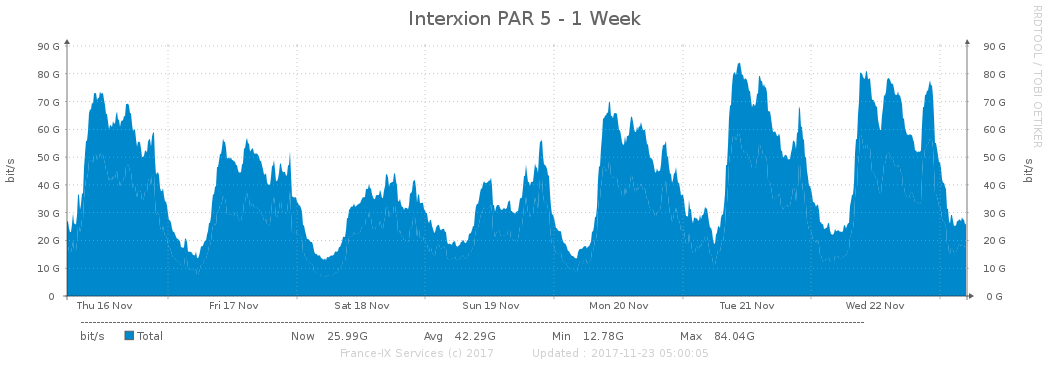 Interxion PAR 5 - 1 Week
RRDTOOL / TOBI OETIKER
90 G 90 G
80 G 80 G
70 G 70 G
60 G 60 G
50 G 50 G
40 G 40 G
30 G 30 G
20 G 20 G
10 G 10 G
0 0 G
bit/s bit/s
Thu 16 Nov Fri 17 Nov Sat 18 Nov Sun 19 Nov Mon 20 Nov Tue 21 Nov Wed 22 Nov
bit/s Total Now 25.99G Avg 42.29G Min 12.78G Max 84.04G
France-IX Services (c) 2017 Updated : 2017-11-23 05:00:05